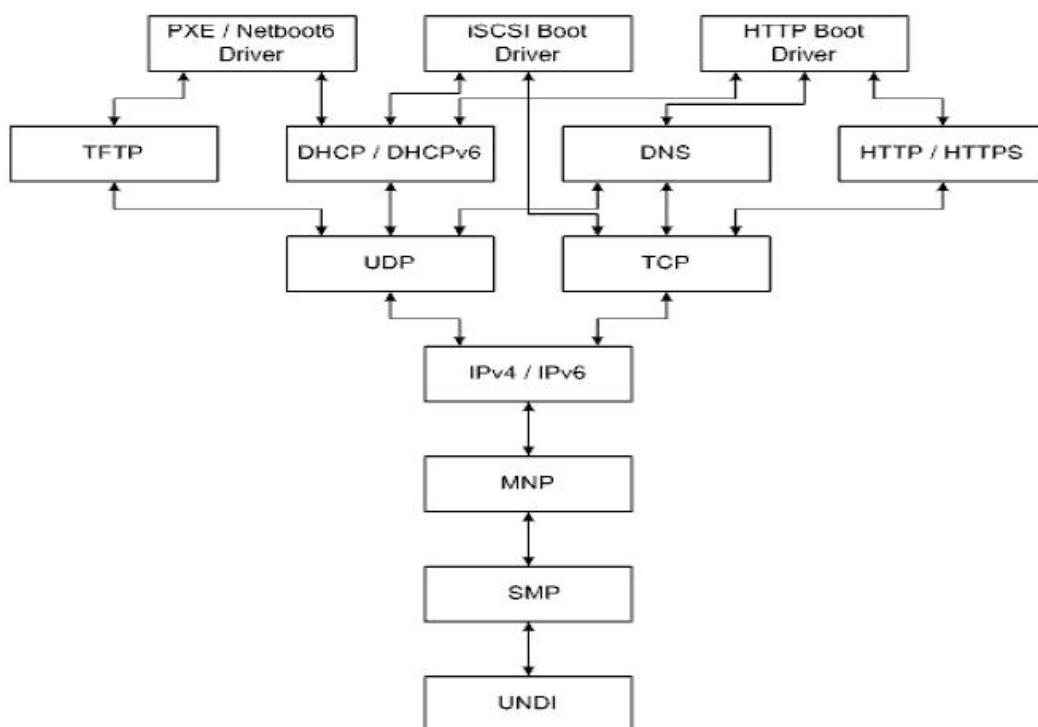 PXE / Netboot6
Driver
iSCSI Boot
Driver
HTTP Boot
Driver
TFTP
DHCP / DHCPv6
DNS
HTTP / HTTPS
UDP
TCP
IPv4 / IPv6
MNP
SMP
UNDI